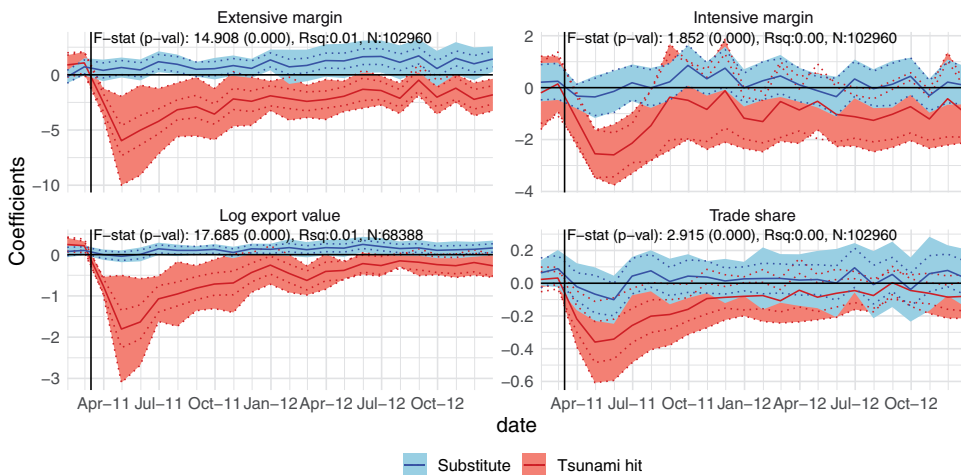 Extensive margin
F−stat (p−val): 14.908 (0.000), Rsq:0.01, N:102960
0
−5
−10
Intensive margin
F−stat (p−val): 1.852 (0.000), Rsq:0.00, N:102960
2
0
−2
−4
Coefficients
Log export value
F−stat (p−val): 17.685 (0.000), Rsq:0.01, N:68388
0
−1
−2
−3
Apr−11 Jul−11 Oct−11 Jan−12 Apr−12 Jul−12 Oct−12
Trade share
F−stat (p−val): 2.915 (0.000), Rsq:0.00, N:102960
0.2
0.0
−0.2
−0.4
−0.6
Apr−11 Jul−11 Oct−11 Jan−12 Apr−12 Jul−12 Oct−12
date
Substitute Tsunami hit